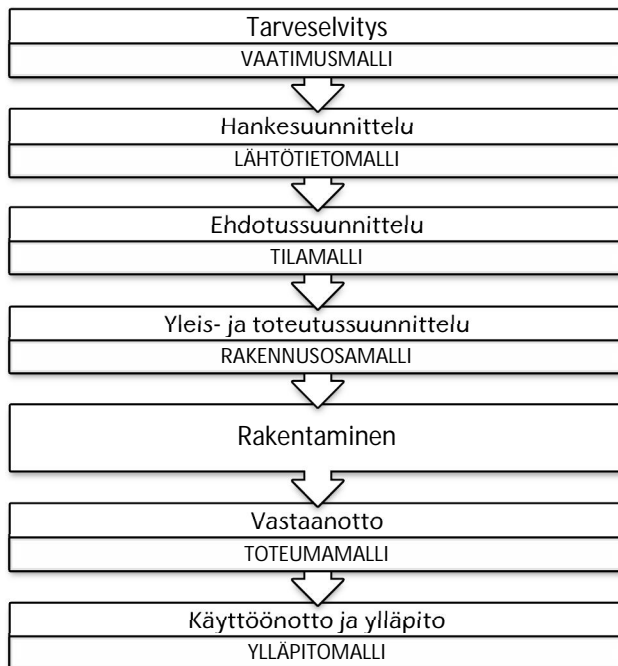 Tarveselvitys
VAATIMUSMALLI
Hankesuunnittelu
LÄHTÖTIETOMALLI
Ehdotussuunnittelu
TILAMALLI
Yleis- ja toteutussuunnittelu
RAKENNUSOSAMALLI
Rakentaminen
Vastaanotto
TOTEUMAMALLI
Käyttöönotto ja ylläpito
YLLÄPITOMALLI